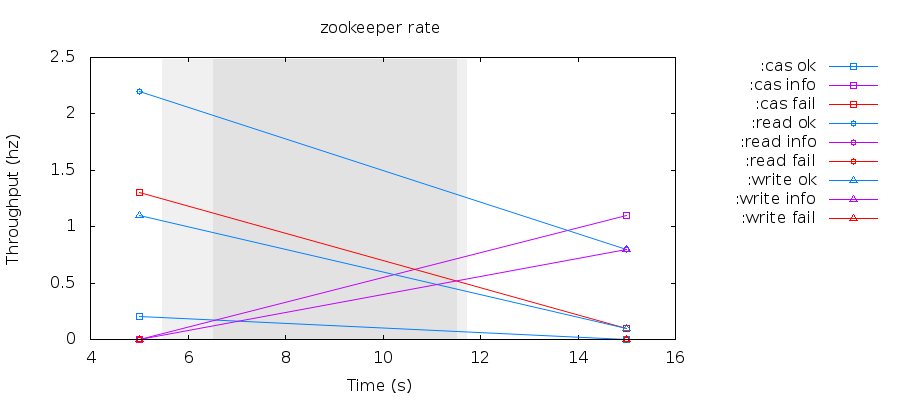 zookeeper rate
Throughput (hz)
2.5
2
1.5
1
0.5
0
4 6 8 10 12 14 16
Time (s)
:cas ok
:cas info
:cas fail
:read ok
:read info
:read fail
:write ok
:write info
:write fail